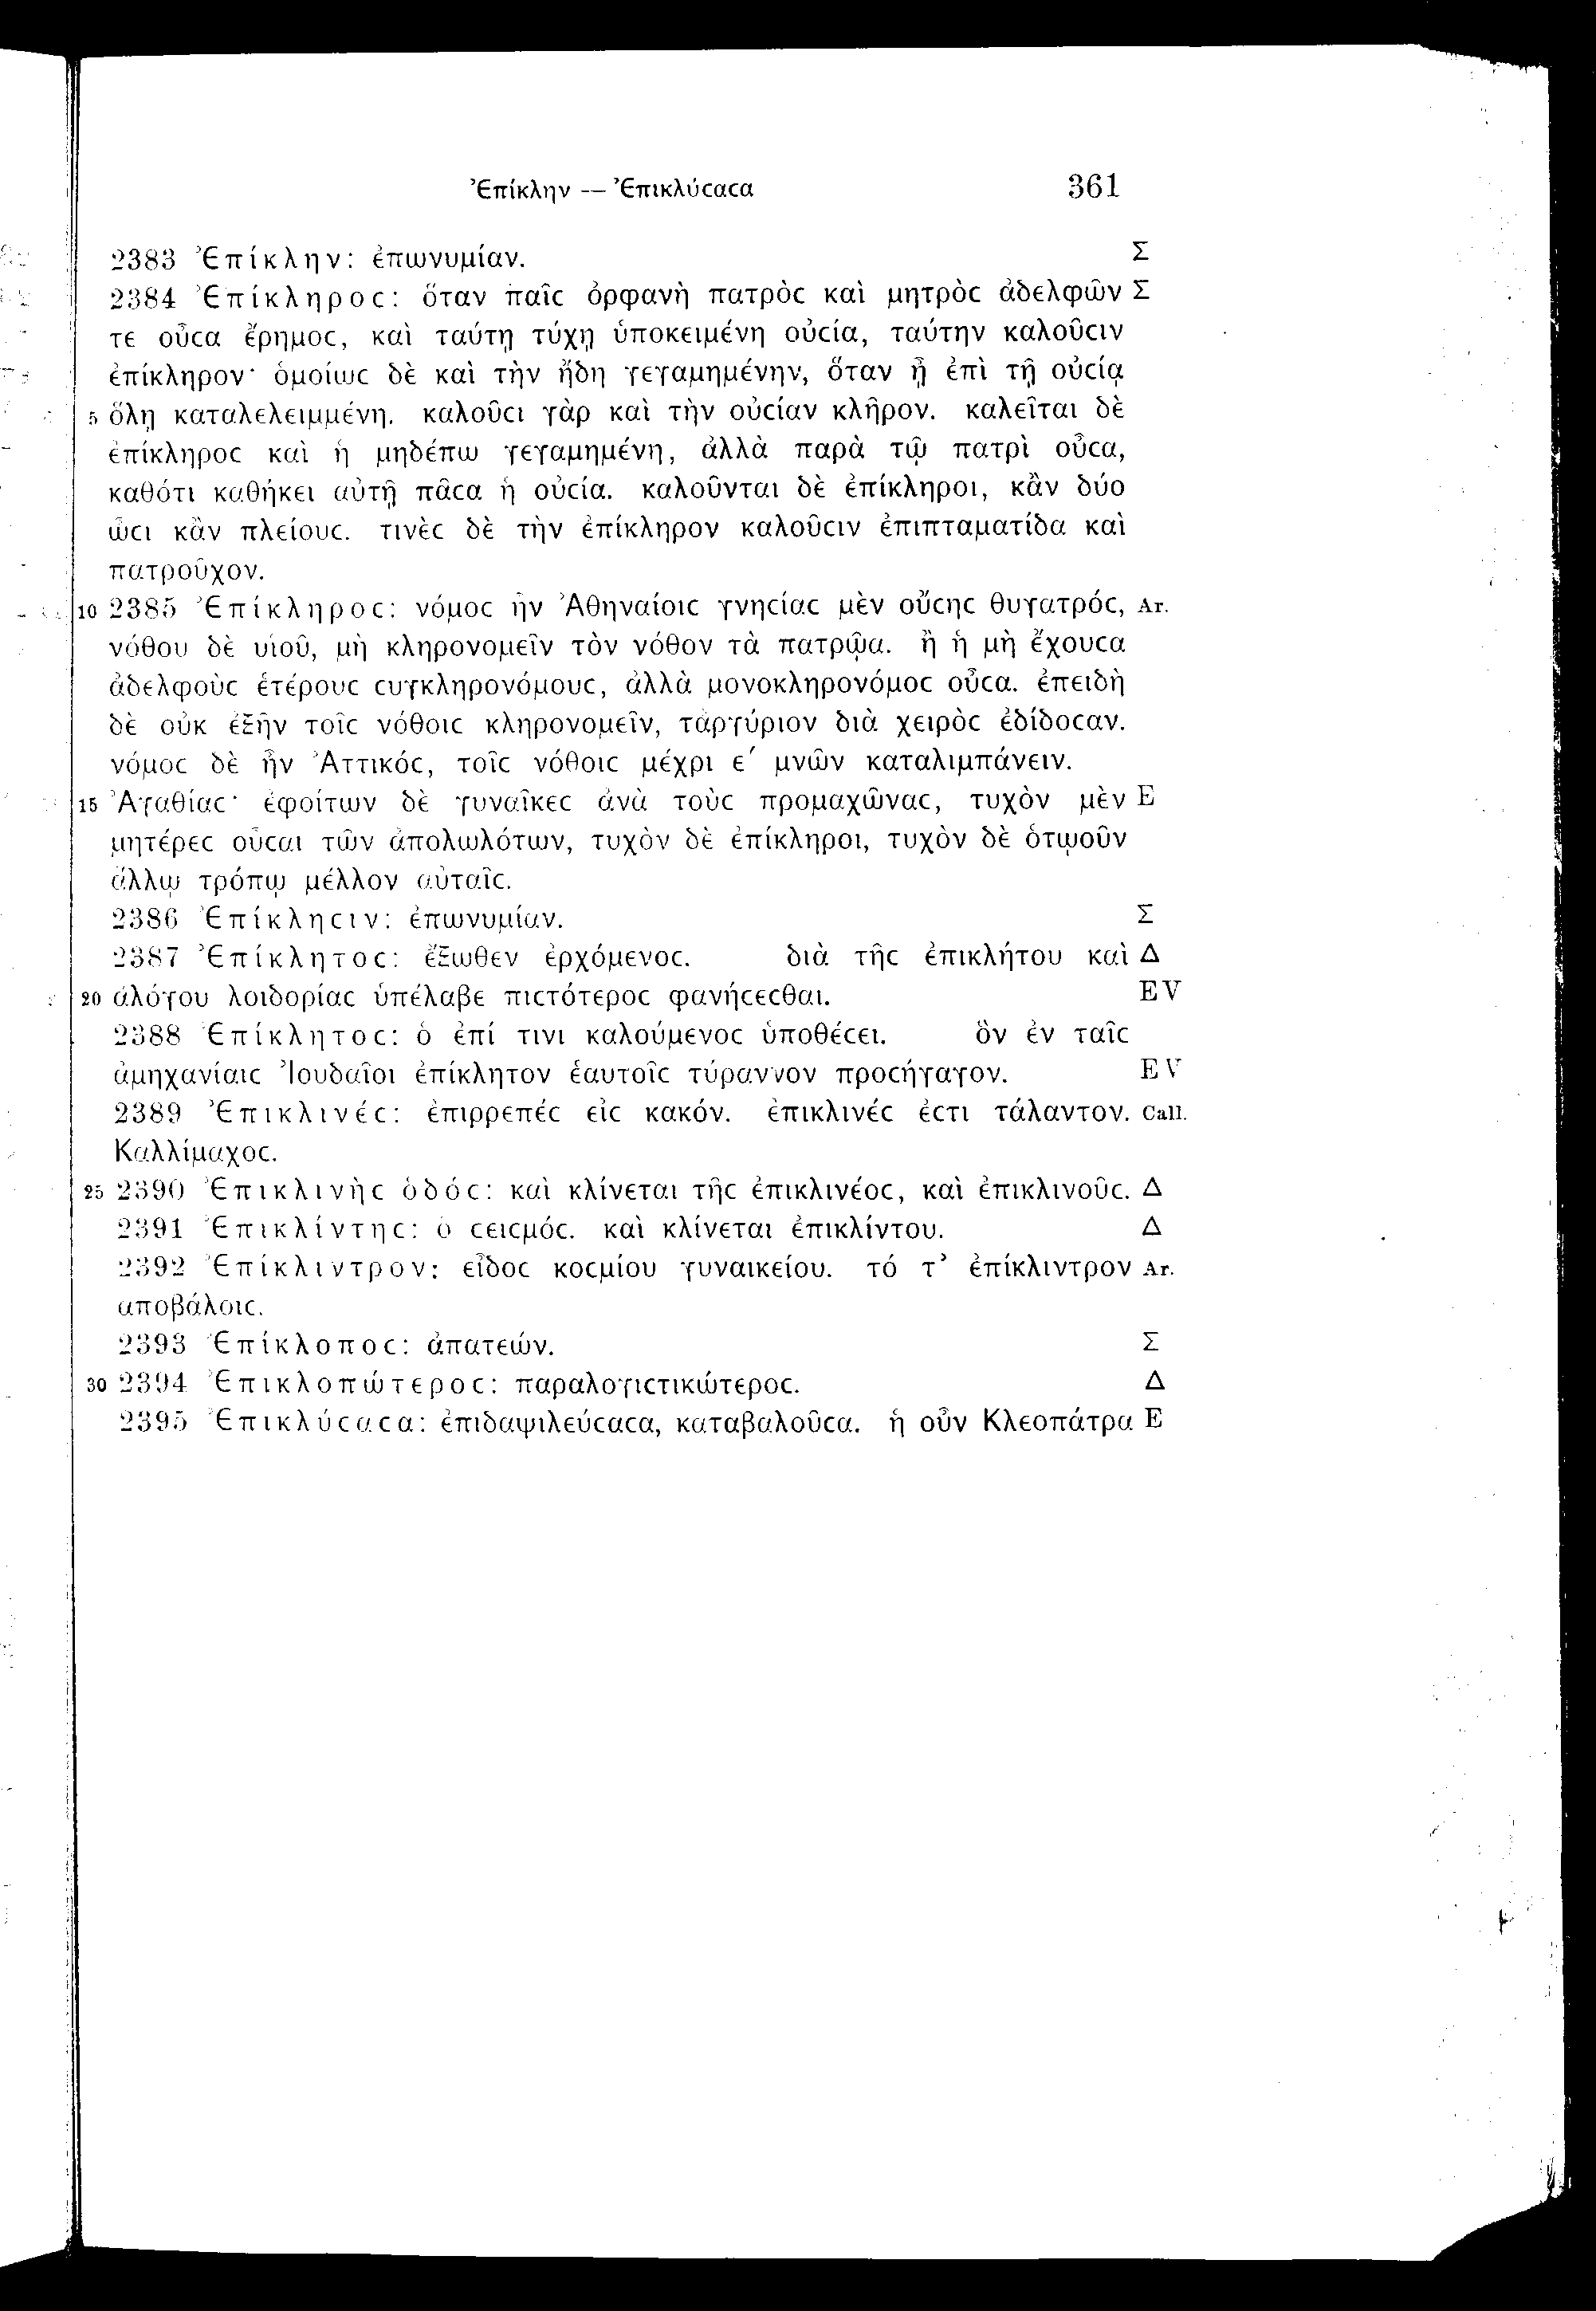 Ἐπίκλην — Ἐπικλύϲαϲα 361
2383 Ἐπίκλην: ἐπωνυμίαν. Σ
2384 Ἐπίκληροϲ: ὅταν παῖϲ ὀρφανὴ πατρὸϲ καὶ μητρὸϲ ἀδελφῶν Σ
τε οὖϲα ἔρημοϲ, καὶ ταύτῃ τύχῃ ὑποκειμένη οὐϲία, ταύτην καλοῦϲιν
ἐπίκληρον· ὁμοίωϲ δὲ καὶ τὴν ἤδη γεγαμημένην, ὅταν ᾖ ἐπὶ τῇ οὐϲίᾳ
5 ὅλῃ καταλελειμμένη. καλοῦϲι γὰρ καὶ τὴν οὐϲίαν κλῆρον. καλεῖται δὲ
ἐπίκληροϲ καὶ ἡ μηδέπω γεγαμημένη, ἀλλὰ παρὰ τῷ πατρὶ οὖϲα,
καθότι καθήκει αὐτῇ πᾶϲα ἡ οὐϲία. καλοῦνται δὲ ἐπίκληροι, κἂν δύο
ὦϲι κἂν πλείουϲ. τινὲϲ δὲ τὴν ἐπίκληρον καλοῦϲιν ἐπιπταματίδα καὶ
πατροῦχον.
10 2385 Ἐπίκληροϲ: νόμοϲ ἦν Ἀθηναίοιϲ γνηϲίαϲ μὲν οὔϲηϲ θυγατρόϲ, Ar.
νόθου δὲ υἱοῦ, μὴ κληρονομεῖν τὸν νόθον τὰ πατρῷα. ἢ ἡ μὴ ἔχουϲα
ἀδελφοὺϲ ἑτέρουϲ ϲυγκληρονόμουϲ, ἀλλὰ μονοκληρονόμοϲ οὖϲα. ἐπειδὴ
δὲ οὐκ ἐξῆν τοῖϲ νόθοιϲ κληρονομεῖν, τἀργύριον διὰ χειρὸϲ ἐδίδοϲαν.
νόμοϲ δὲ ἦν Ἀττικόϲ, τοῖϲ νόθοιϲ μέχρι ε΄ μνῶν καταλιμπάνειν.
15 Ἀγαθίαϲ· ἐφοίτων δὲ γυναῖκεϲ ἀνὰ τοὺϲ προμαχῶναϲ, τυχὸν μὲν E
μητέρεϲ οὖϲαι τῶν ἀπολωλότων, τυχὸν δὲ ἐπίκληροι, τυχὸν δὲ ὁτῳοῦν
ἄλλῳ τρόπῳ μέλλον αὐταῖϲ.
2386 Ἐπίκληϲιν: ἐπωνυμίαν. Σ
2387 Ἐπίκλητοϲ: ἔξωθεν ἐρχόμενοϲ. διὰ τῆϲ ἐπικλήτου καὶ Δ
20 ἀλόγου λοιδορίαϲ ὑπέλαβε πιϲτότεροϲ φανήϲεϲθαι. EV
2388 Ἐπίκλητοϲ: ὁ ἐπί τινι καλούμενοϲ ὑποθέϲει. ὃν ἐν ταῖϲ
ἀμηχανίαιϲ Ἰουδαῖοι ἐπίκλητον ἑαυτοῖϲ τύραννον προϲήγαγον. EV
2389 Ἐπικλινέϲ: ἐπιρρεπέϲ εἰϲ κακόν. ἐπικλινέϲ ἐϲτι τάλαντον. Call.
Καλλίμαχοϲ.
25 2390 Ἐπικλινὴϲ ὁδόϲ: καὶ κλίνεται τῆϲ ἐπικλινέοϲ, καὶ ἐπικλινοῦϲ. Δ
2391 Ἐπικλίντηϲ: ὁ ϲειϲμόϲ. καὶ κλίνεται ἐπικλίντου. Δ
2392 Ἐπίκλιντρον: εἶδοϲ κοϲμίου γυναικείου. τό τ’ ἐπίκλιντρον Ar.
ἀποβάλοιϲ.
2393 Ἐπίκλοποϲ: ἀπατεών. Σ
30 2394 Ἐπικλοπώτεροϲ: παραλογιϲτικώτεροϲ. Δ
2395 Ἐπικλύϲαϲα: ἐπιδαψιλεύϲαϲα, καταβαλοῦϲα. ἡ οὖν Κλεοπάτρα E